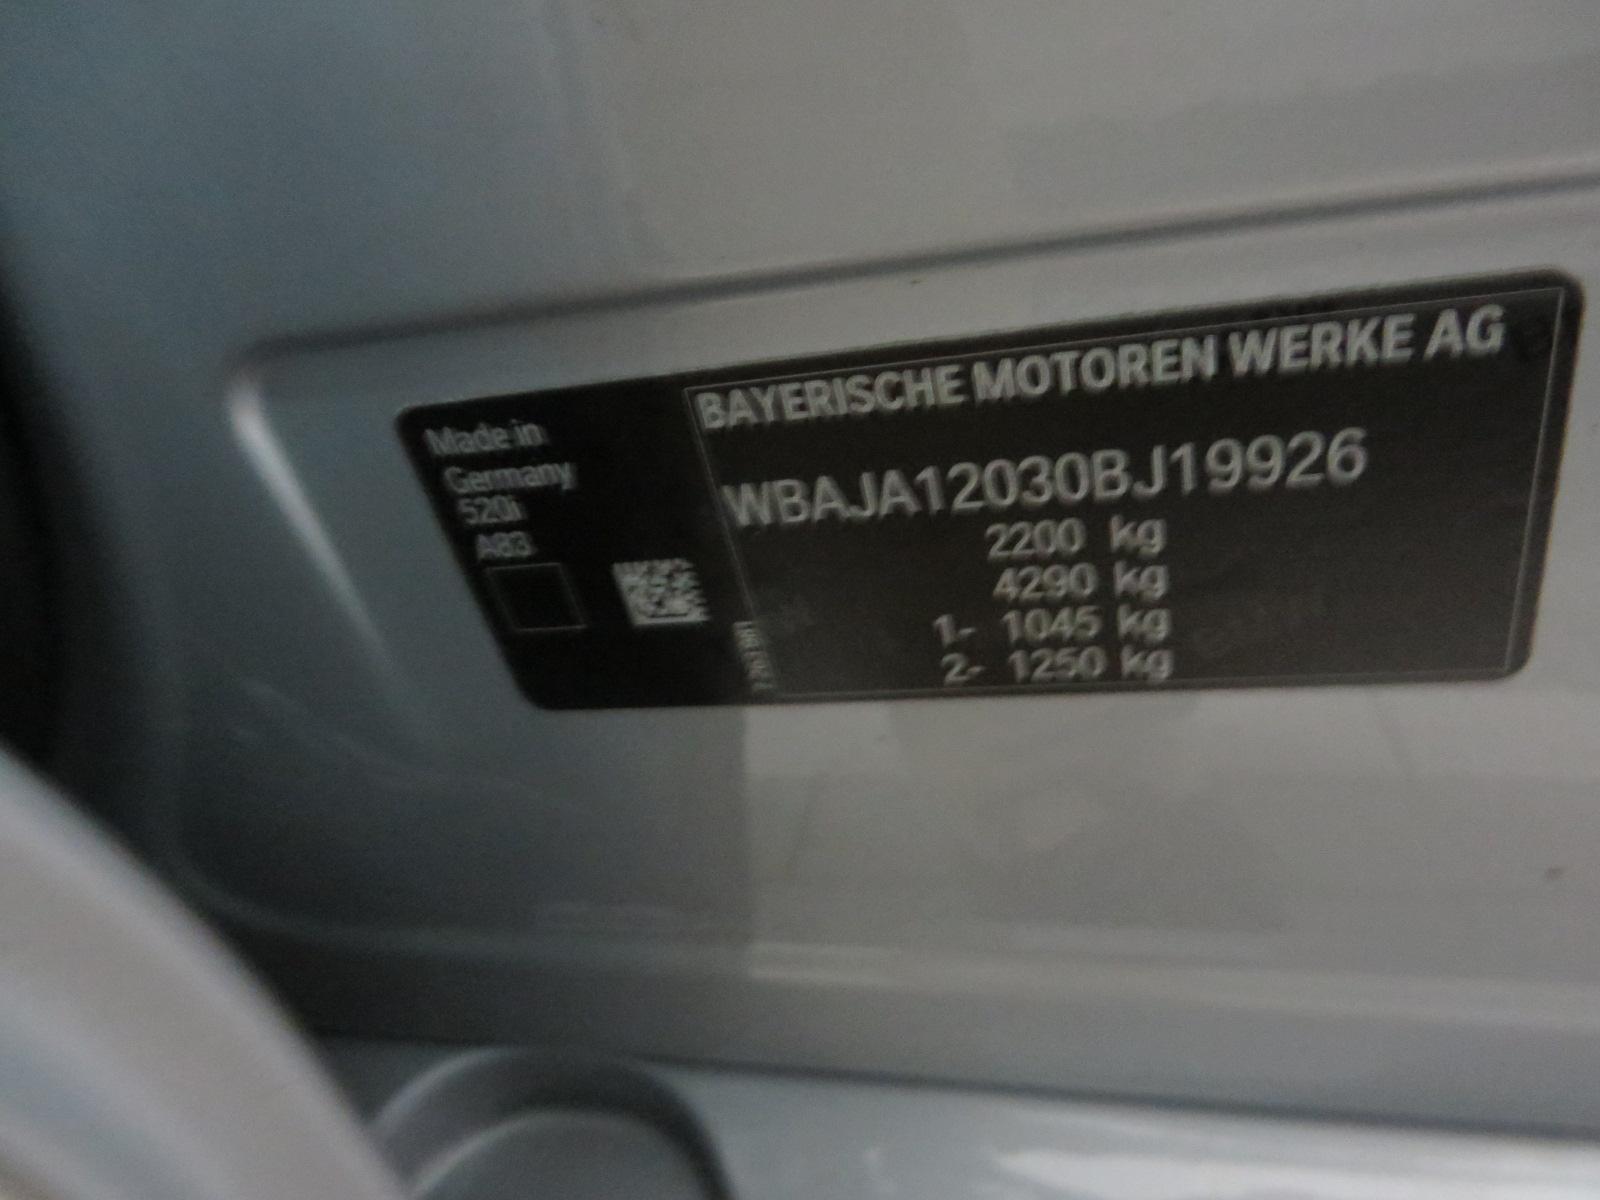 BAYERISCHE MOTOREN WERKE AG
WBAJA12030BJ19926
2200 kg
4290 kg
1- 1045 kg
2- 1250 kg
Made in
Germany
520i
A83